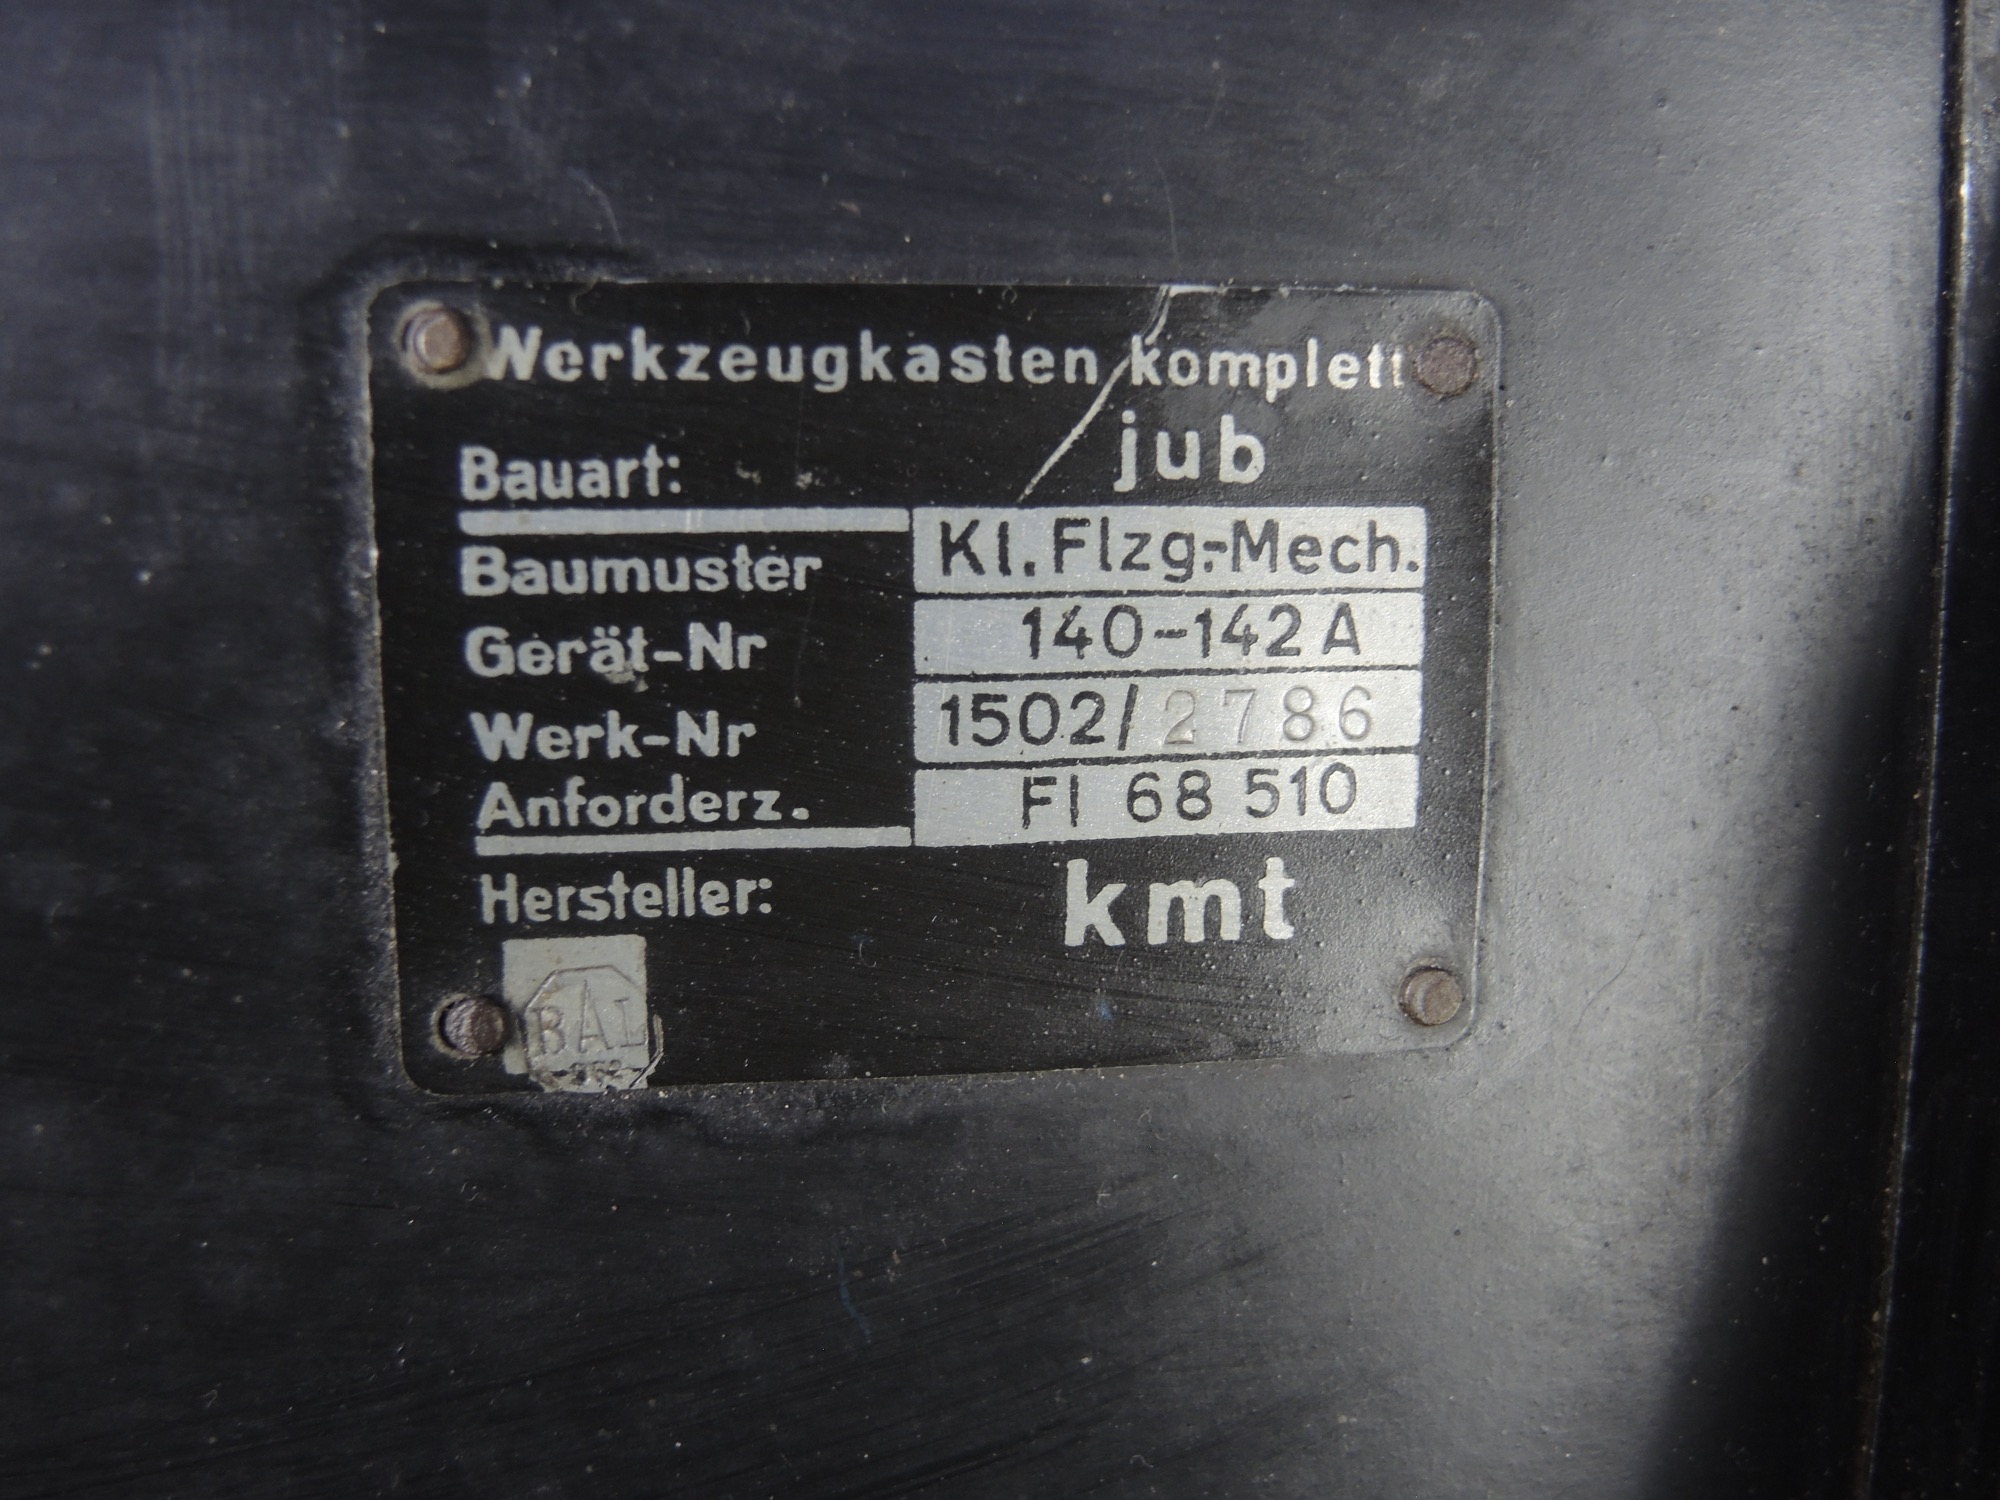 Werkzeugkasten komplett
Bauart: jub
Baumuster Kl. Flzg.-Mech.
Gerät-Nr 140-142 A
Werk-Nr 1502/2786
Anforderz. Fl 68 510
Hersteller: kmt
BAL